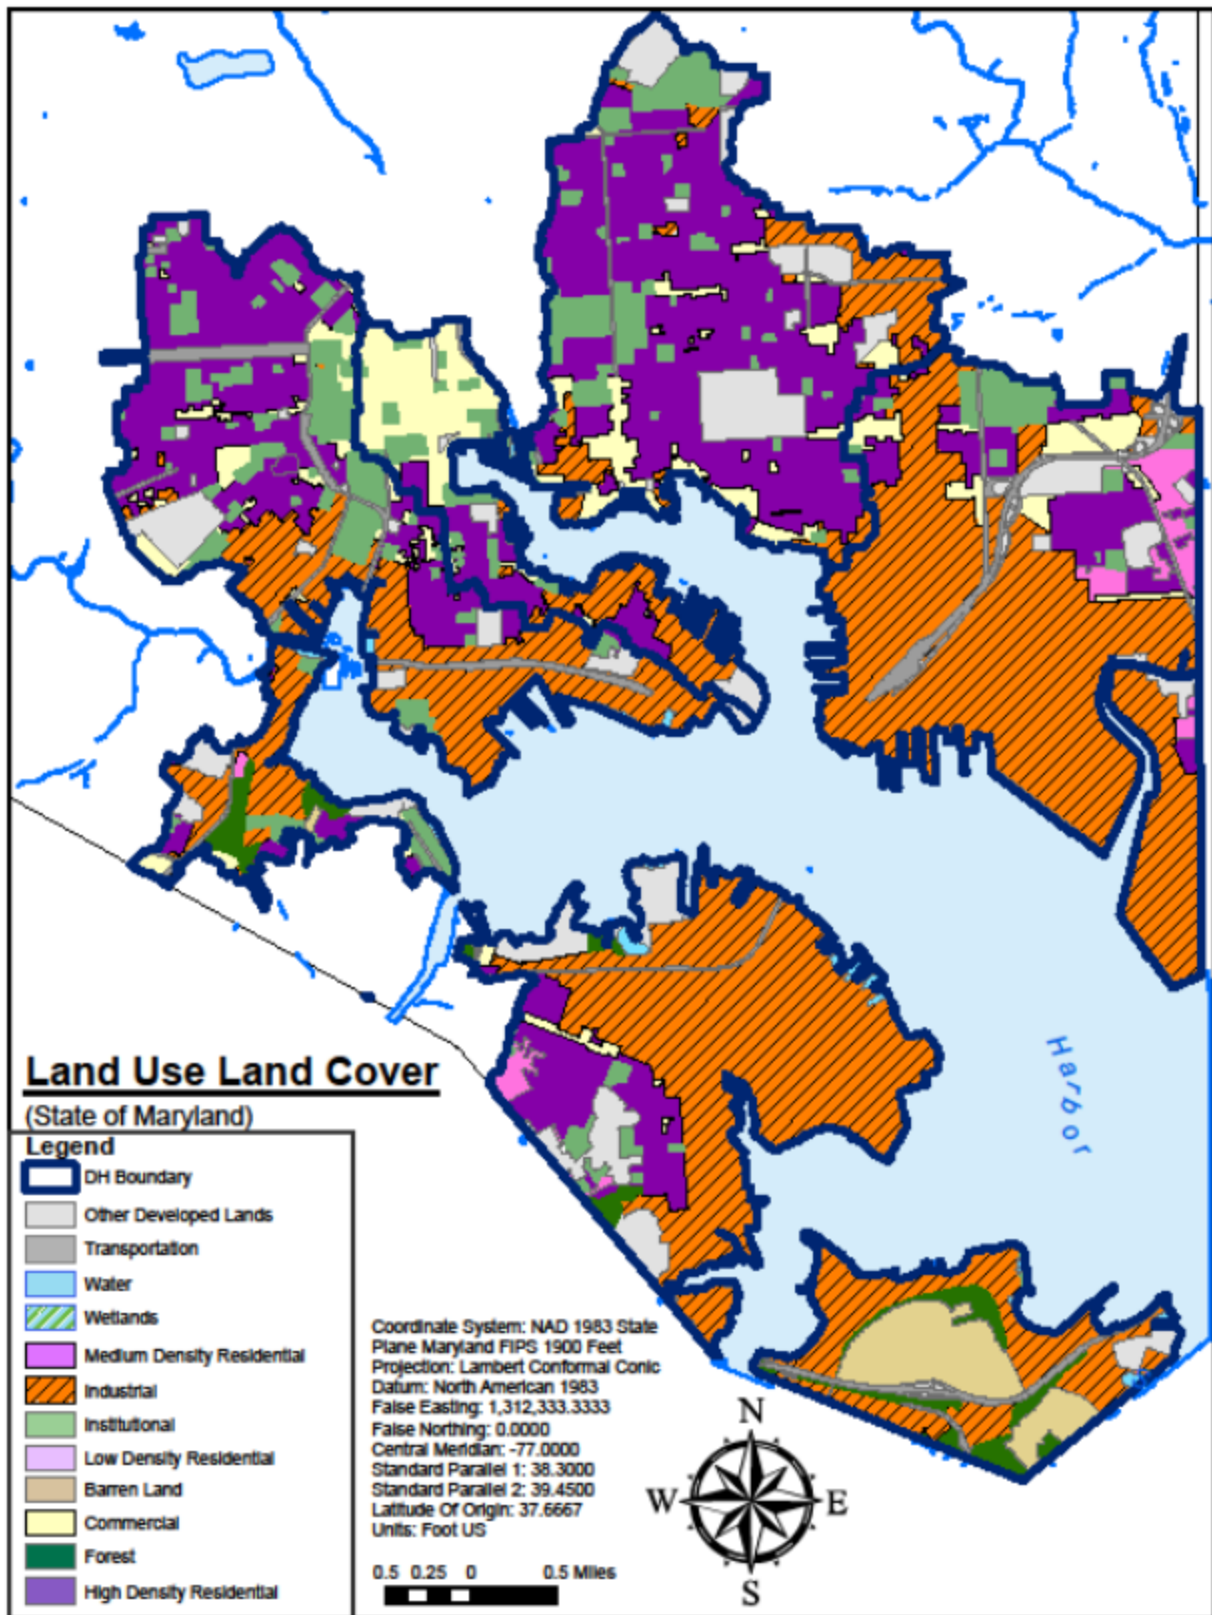 Harbor
Land Use Land Cover
(State of Maryland)
Legend
DH Boundary
Other Developed Lands
Transportation
Water
Wetlands
Medium Density Residential
Industrial
Institutional
Low Density Residential
Barren Land
Commercial
Forest
High Density Residential
Coordinate System: NAD 1983 State
Plane Maryland FIPS 1900 Feet
Projection: Lambert Conformal Conic
Datum: North American 1983
False Easting: 1,312,333.3333
False Northing: 0.0000
Central Meridian: -77.0000
Standard Parallel 1: 38.3000
Standard Parallel 2: 39.4500
Latitude Of Origin: 37.6667
Units: Foot US
0.5 0.25 0 0.5 Miles
N
W E
S